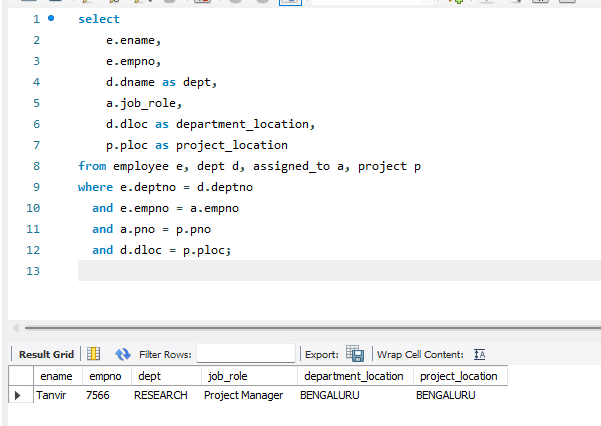 1 select
2 e.ename,
3 e.empno,
4 d.dname as dept,
5 a.job_role,
6 d.dloc as department_location,
7 p.ploc as project_location
8 from employee e, dept d, assigned_to a, project p
9 where e.deptno = d.deptno
10 and e.empno = a.empno
11 and a.pno = p.pno
12 and d.dloc = p.ploc;
13
Result Grid Filter Rows: Export: Wrap Cell Content:
ename empno dept job_role department_location project_location
Tanvir 7566 RESEARCH Project Manager BENGALURU BENGALURU